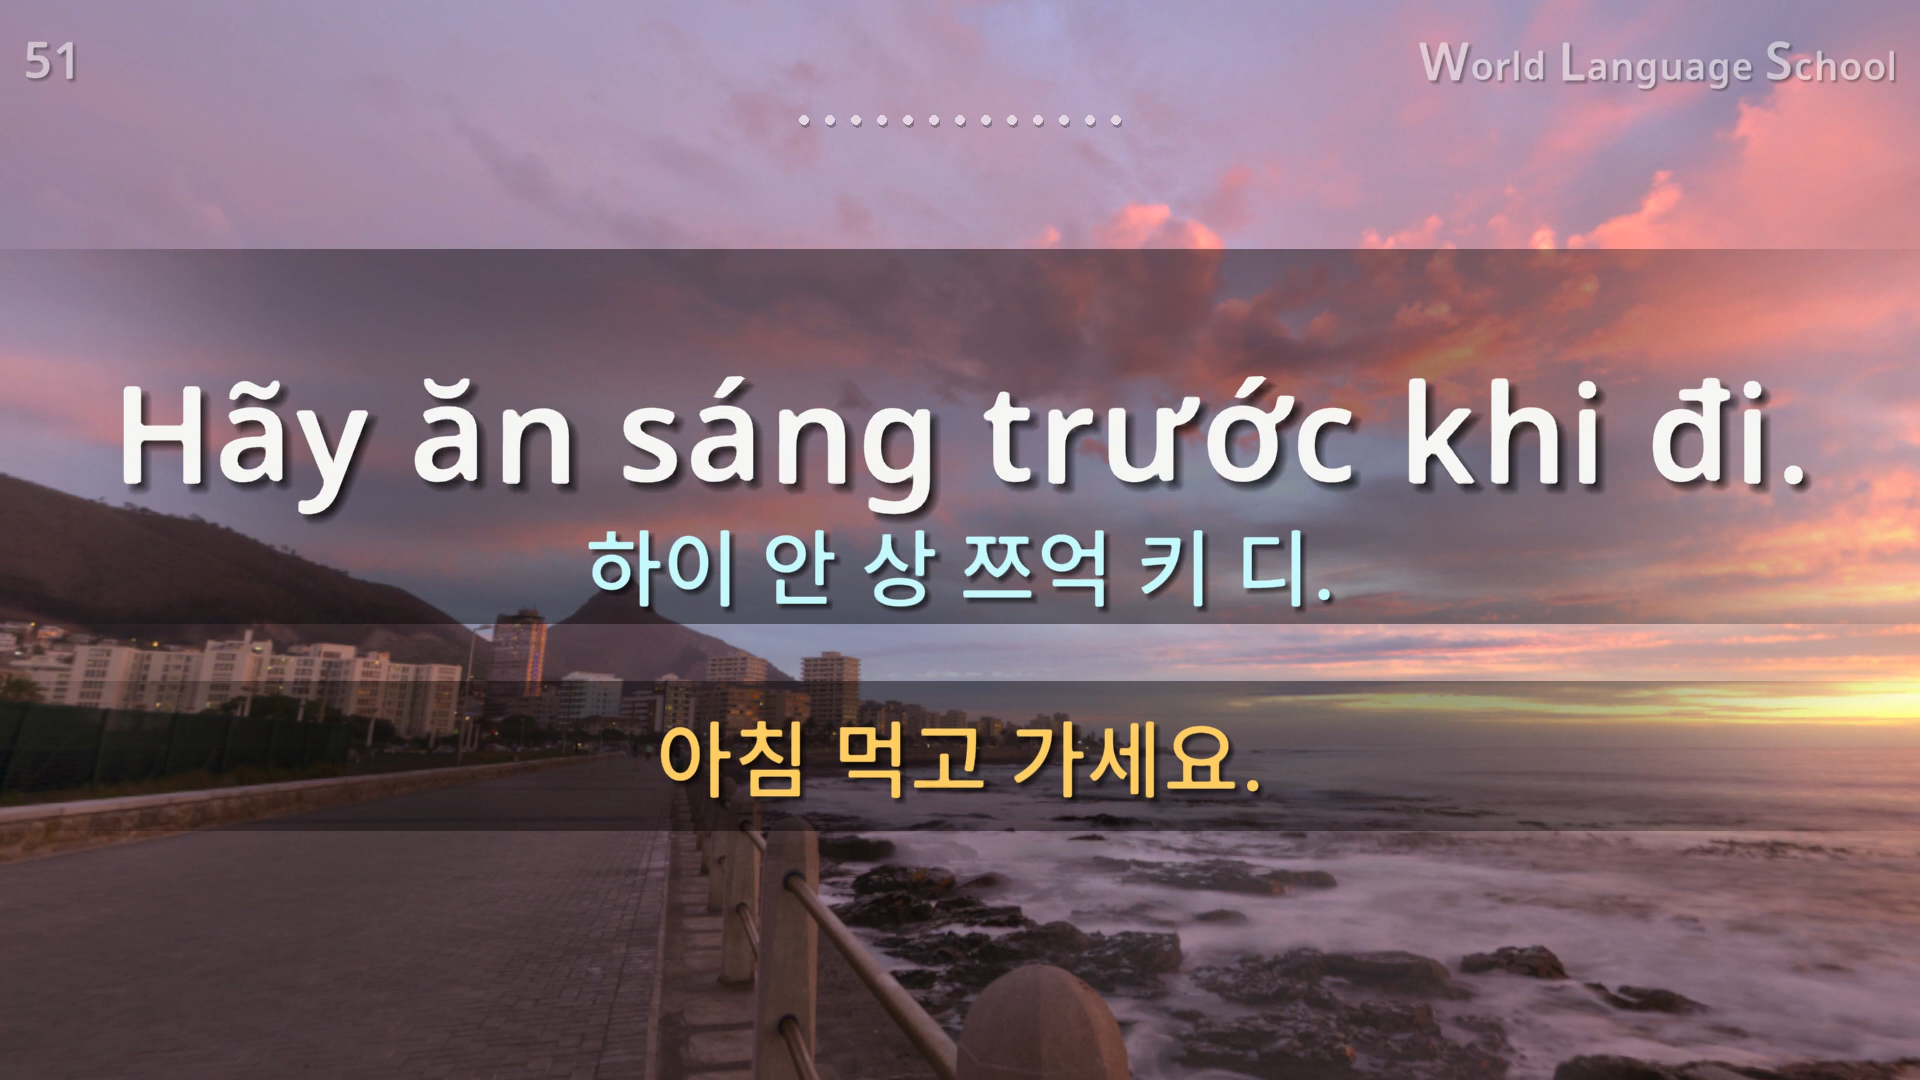 51
World Language School
Hãy ăn sáng trước khi đi.
하이 안 상 쯔억 키 디.
아침 먹고 가세요.